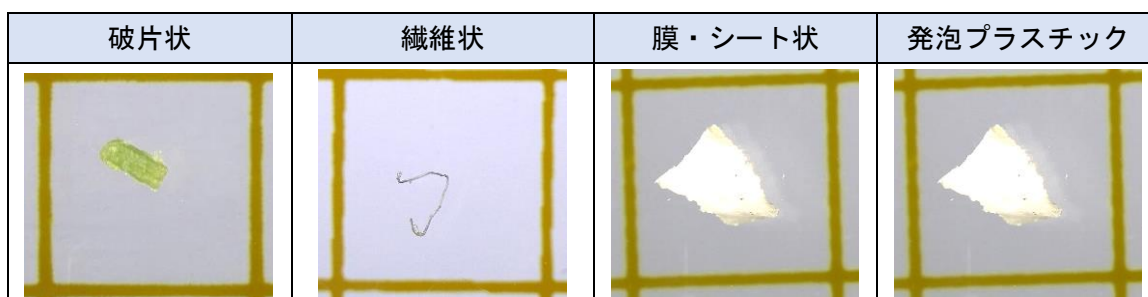 破片状
繊維状
膜・シート状
発泡プラスチック